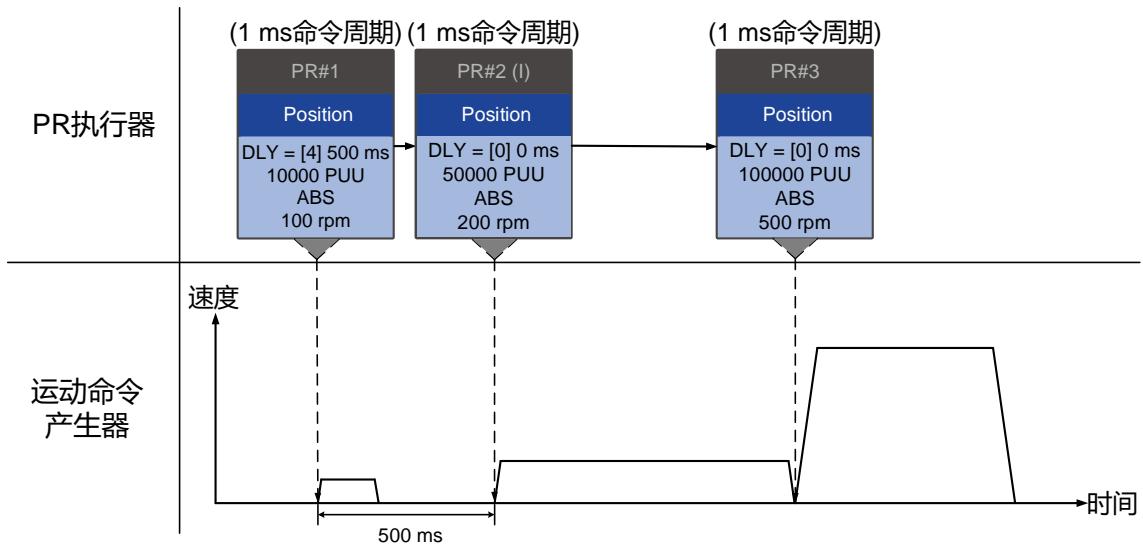 (1 ms命令周期)
(1 ms命令周期)
(1 ms命令周期)
PR执行器
PR#1
Position
DLY = [4] 500 ms
10000 PUU
ABS
100 rpm
PR#2 (I)
Position
DLY = [0] 0 ms
50000 PUU
ABS
200 rpm
PR#3
Position
DLY = [0] 0 ms
100000 PUU
ABS
500 rpm
运动命令
产生器
速度
时间
500 ms